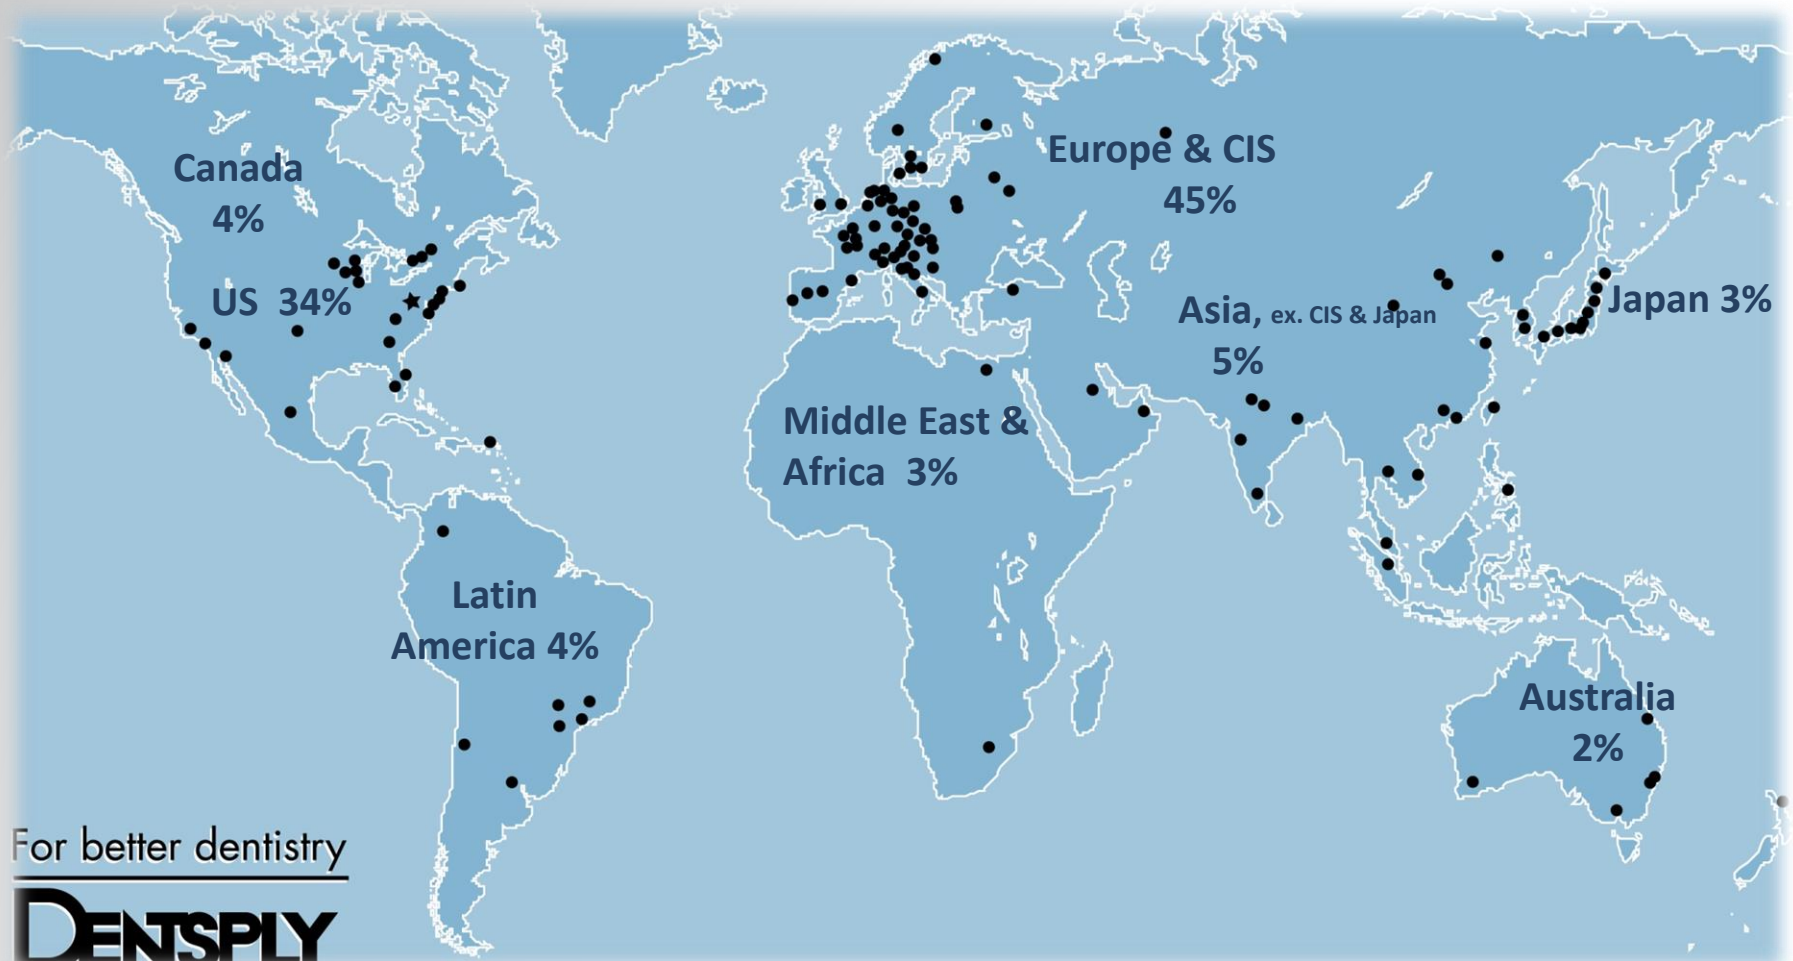 Canada
4%
US 34%
Europe & CIS
45%
Asia, ex. CIS & Japan
5%
Japan 3%
Middle East &
Africa 3%
Latin
America 4%
Australia
2%
For better dentistry
DENTSPLY